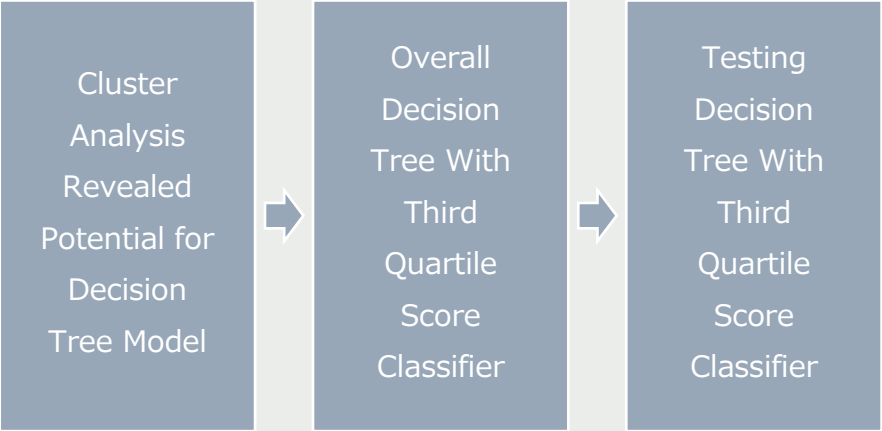 Cluster
Analysis
Revealed
Potential for
Decision
Tree Model
Overall
Decision
Tree With
Third
Quartile
Score
Classifier
Testing
Decision
Tree With
Third
Quartile
Score
Classifier